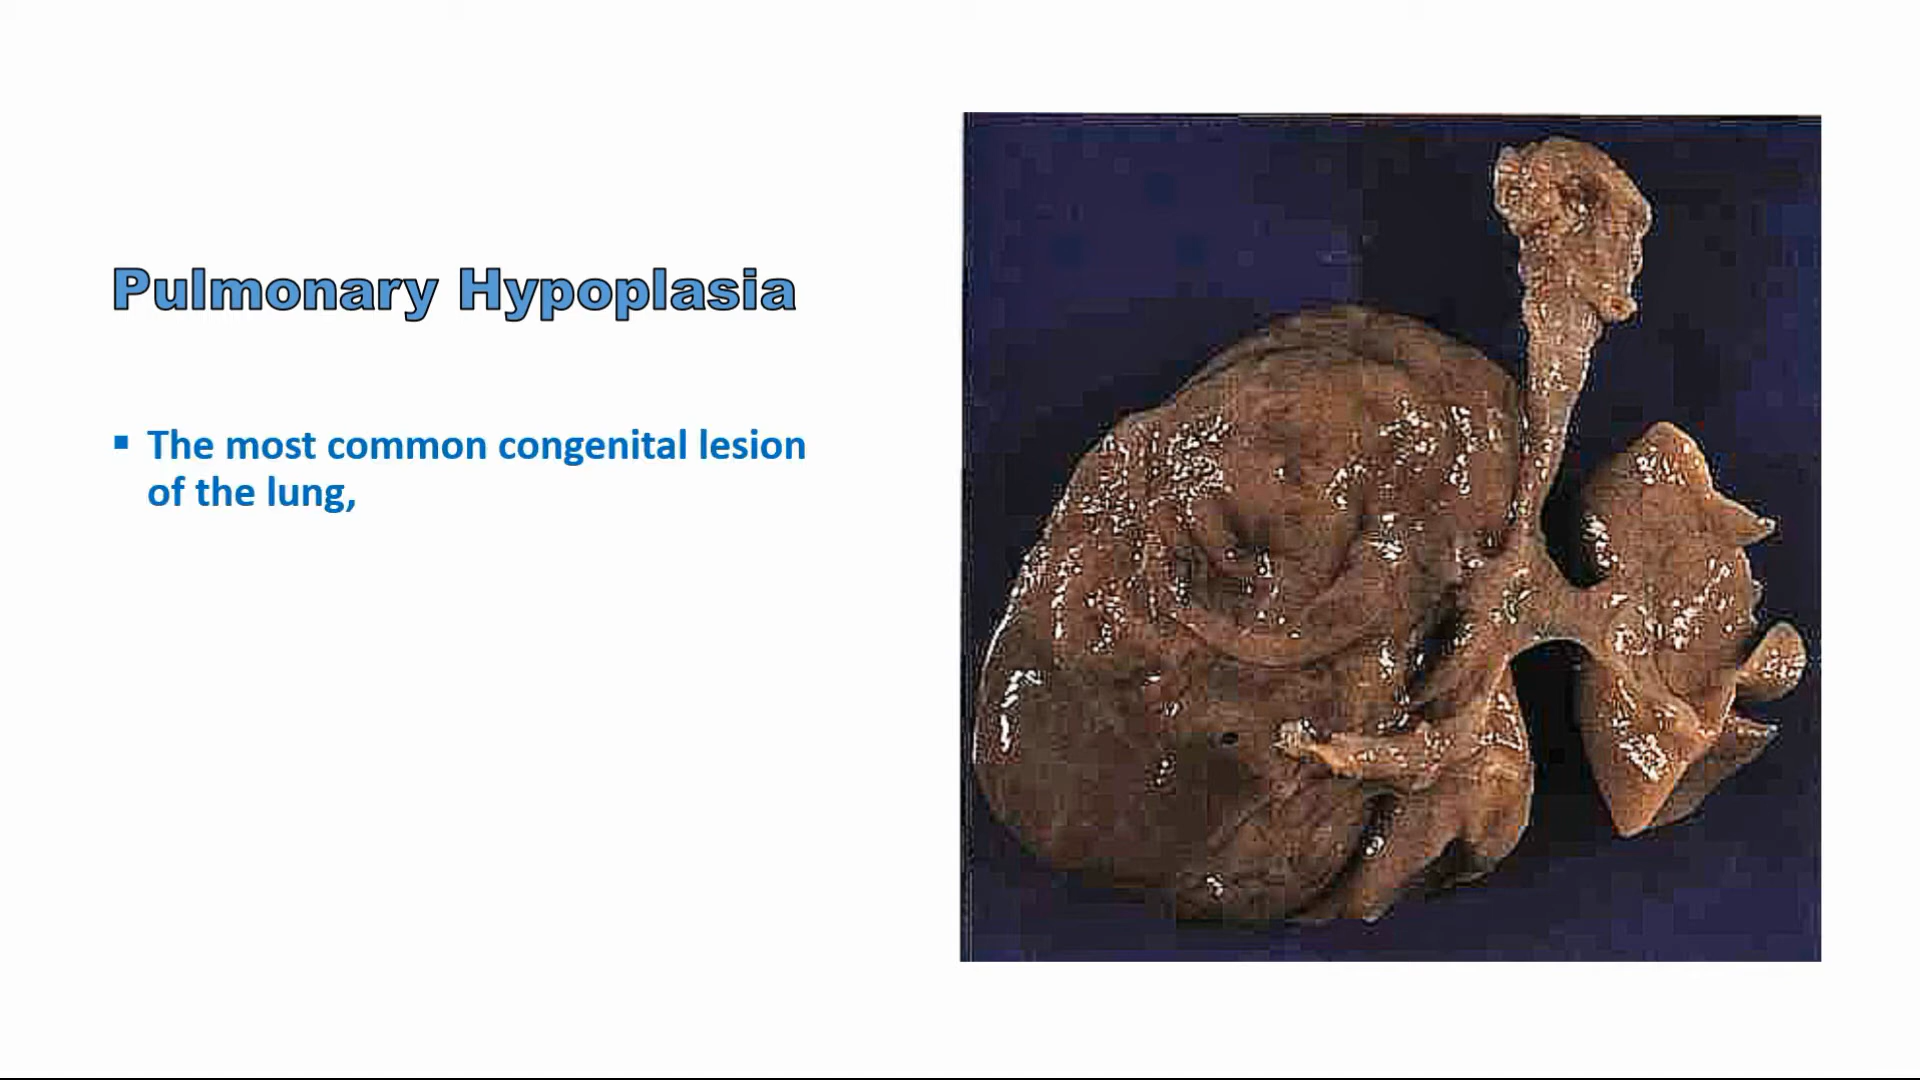 Pulmonary Hypoplasia
▪ The most common congenital lesion
of the lung,